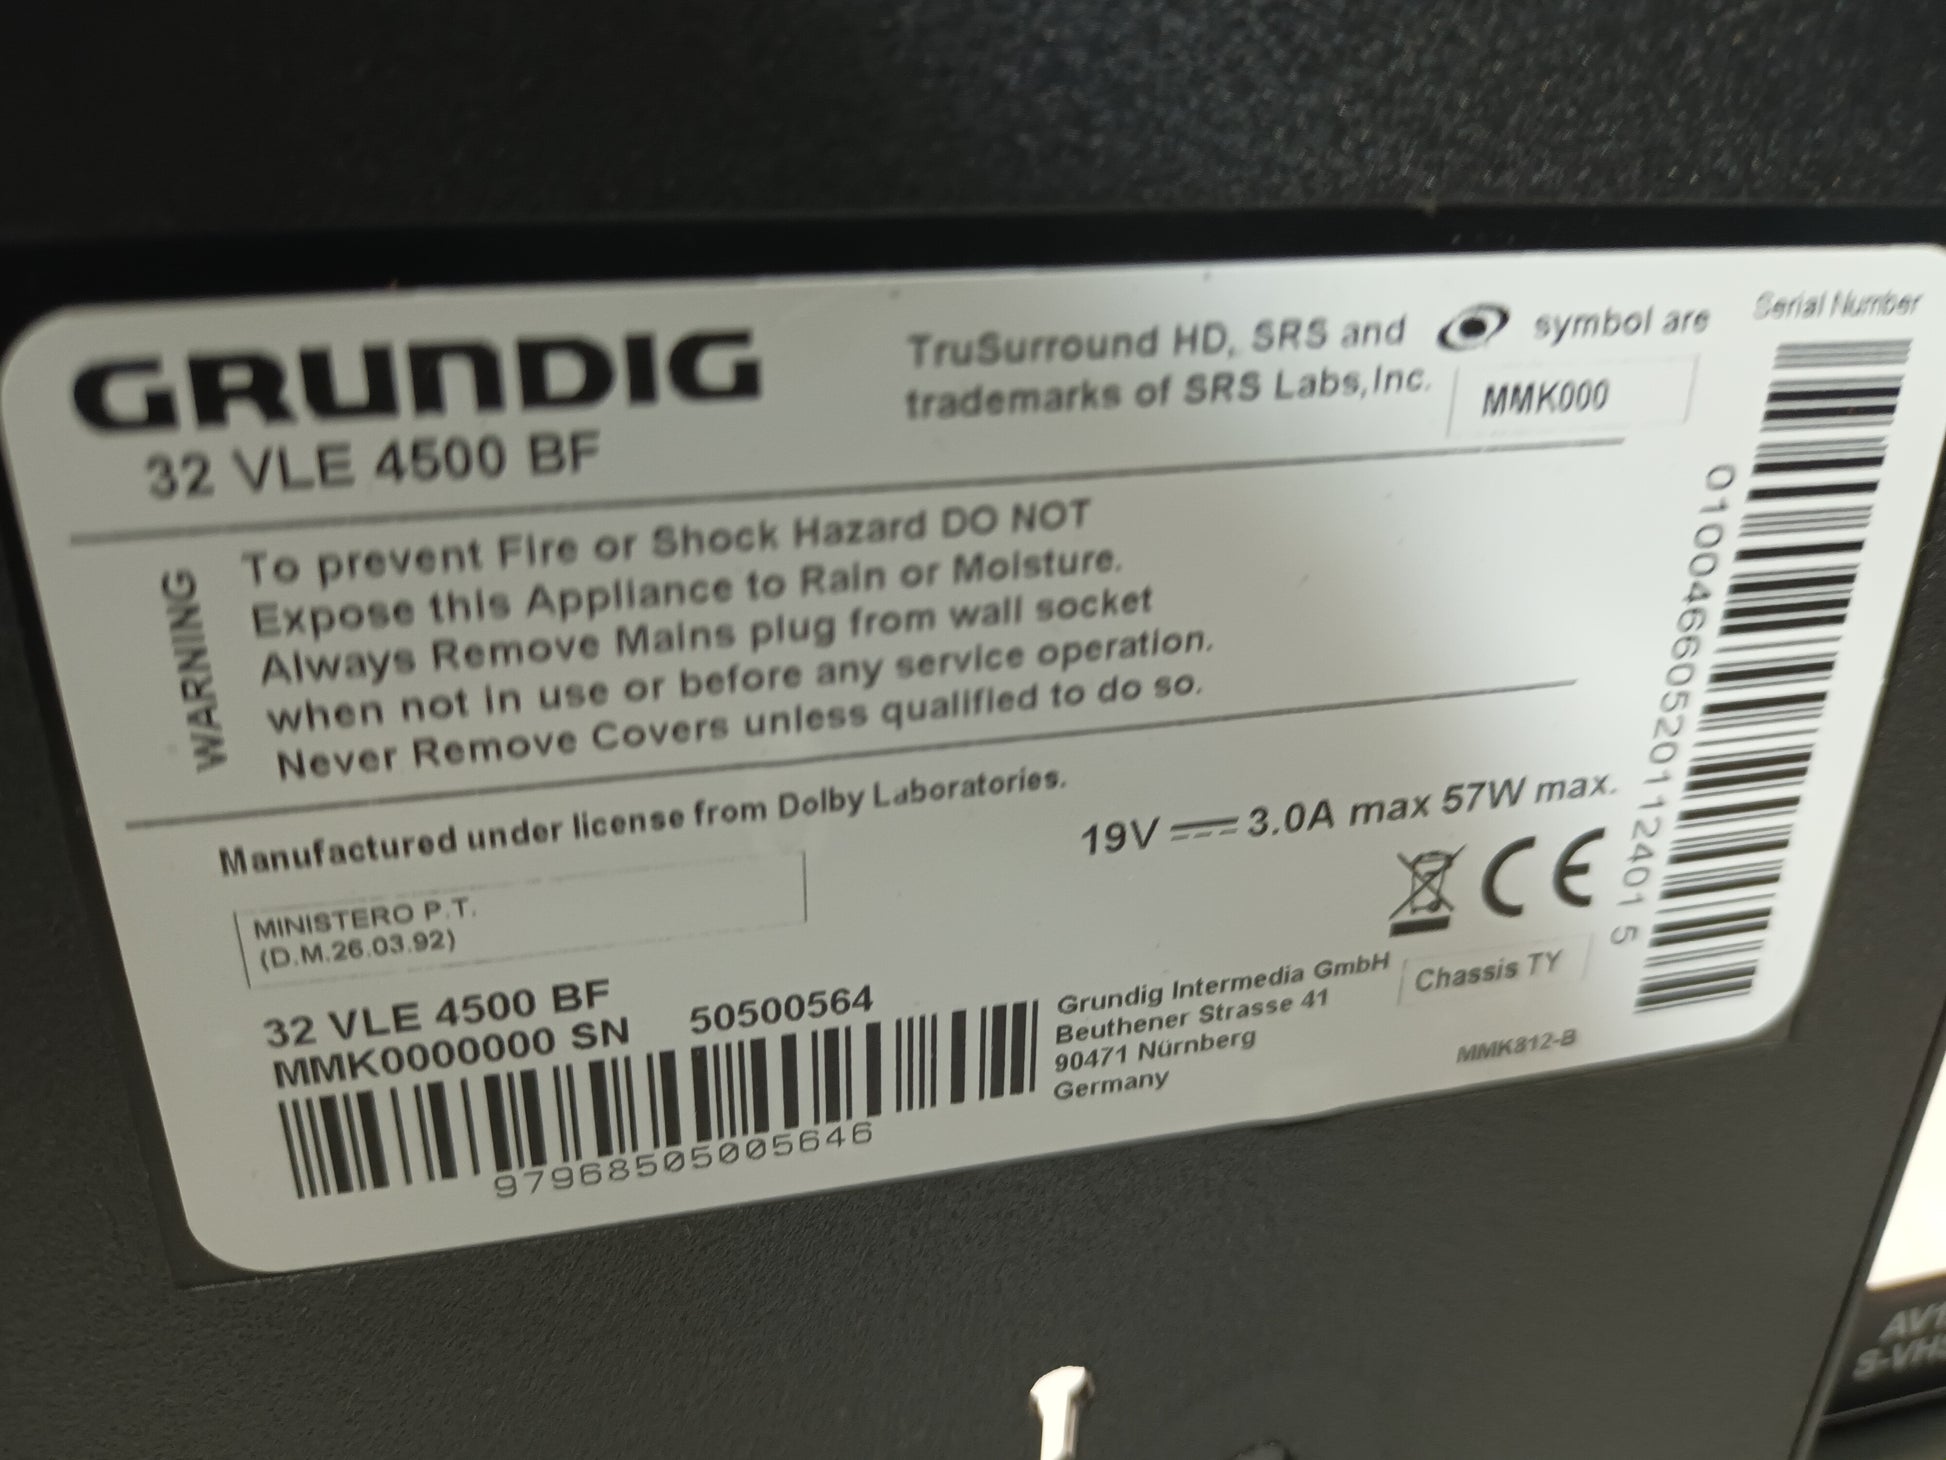 GRUNDIG
32 VLE 4500 BF
TruSurround HD, SRS and symbol are
trademarks of SRS Labs,Inc.
MMK000
Serial Number
WARNING
To prevent Fire or Shock Hazard DO NOT
Expose this Appliance to Rain or Moisture.
Always Remove Mains plug from wall socket
when not in use or before any service operation.
Never Remove Covers unless qualified to do so.
01004660520112401 5
Manufactured under license from Dolby Laboratories.
19V 3.0A max 57W max.
MINISTERO P.T.
(D.M.26.03.92)
CE
32 VLE 4500 BF
MMK0000000 SN 50500564
97968505005646
Grundig Intermedia GmbH
Beuthener Strasse 41
90471 Nürnberg
Germany
Chassis TY
MMK812-B
AV1
S-VHS